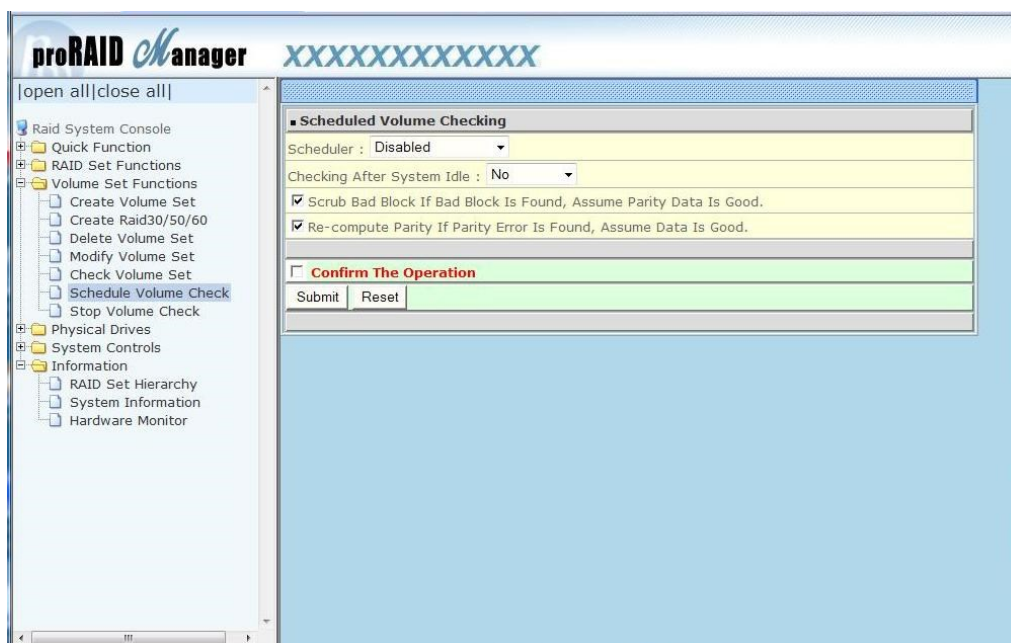 proRAID Manager
XXXXXXXXXXXXX
|open all|close all|
Raid System Console
Quick Function
RAID Set Functions
Volume Set Functions
Create Volume Set
Create Raid30/50/60
Delete Volume Set
Modify Volume Set
Check Volume Set
Schedule Volume Check
Stop Volume Check
Physical Drives
System Controls
Information
RAID Set Hierarchy
System Information
Hardware Monitor
Scheduled Volume Checking
Scheduler : Disabled
Checking After System Idle : No
Scrub Bad Block If Bad Block Is Found, Assume Parity Data Is Good.
Re-compute Parity If Parity Error Is Found, Assume Data Is Good.
Confirm The Operation
Submit Reset